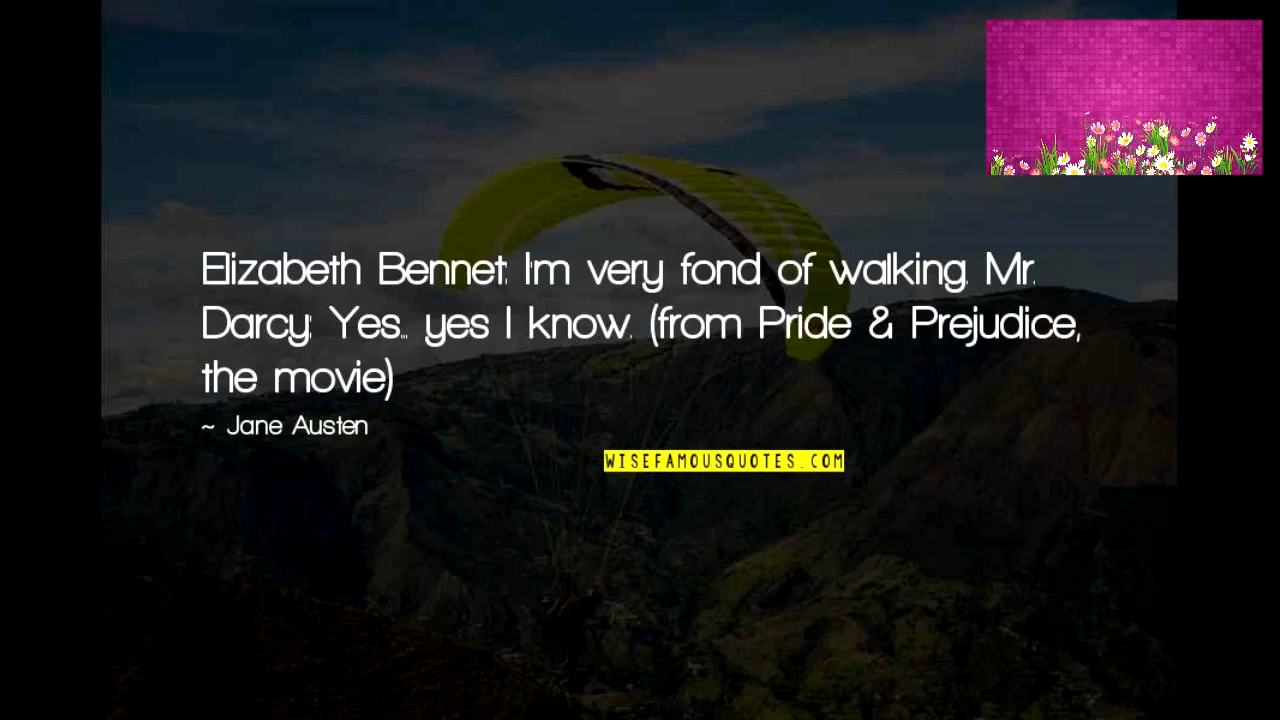 Elizabeth Bennet: I'm very fond of walking. Mr.
Darcy: Yes... yes I know. (from Pride & Prejudice,
the movie)
~ Jane Austen
WISEFAMOUSQUOTES.COM